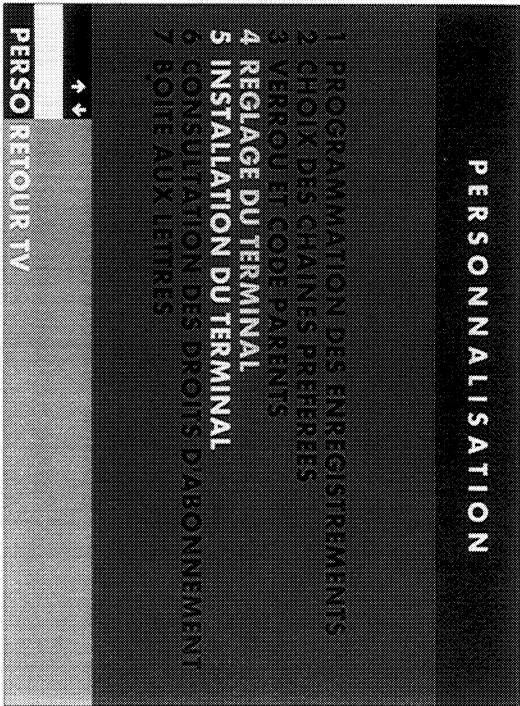 PERSONNALISATION
1 PROGRAMMATION DES ENREGISTREMENTS
2 CHOIX DES CHAINES PREFEREES
3 VERROU ET CODE PARENTS
4 REGLAGE DU TERMINAL
5 INSTALLATION DU TERMINAL
6 CONSULTATION DES DROITS D'ABONNEMENT
7 BOITE AUX LETTRES
PERSO RETOUR TV